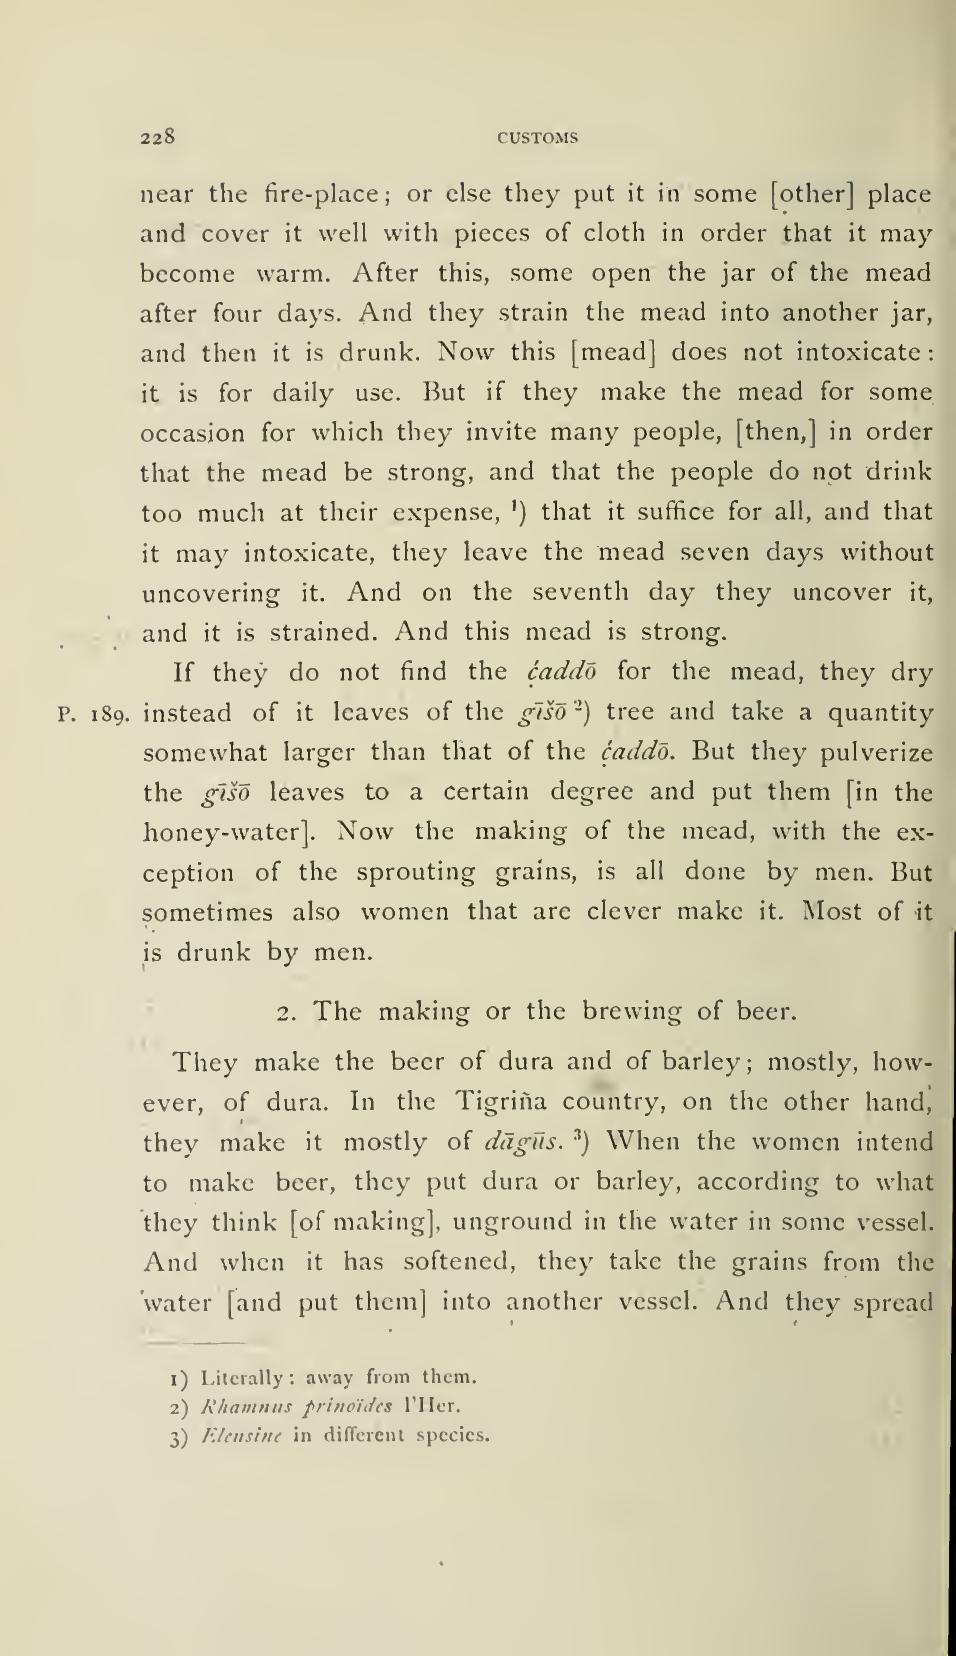 228 CUSTOMS
near the fire-place; or else they put it in some [other] place
and cover it well with pieces of cloth in order that it may
become warm. After this, some open the jar of the mead
after four days. And they strain the mead into another jar,
and then it is drunk. Now this [mead] does not intoxicate:
it is for daily use. But if they make the mead for some
occasion for which they invite many people, [then,] in order
that the mead be strong, and that the people do not drink
too much at their expense, ¹) that it suffice for all, and that
it may intoxicate, they leave the mead seven days without
uncovering it. And on the seventh day they uncover it,
and it is strained. And this mead is strong.
If they do not find the c̣addō for the mead, they dry
P. 189. instead of it leaves of the gīšō ²) tree and take a quantity
somewhat larger than that of the c̣addō. But they pulverize
the gīšō leaves to a certain degree and put them [in the
honey-water]. Now the making of the mead, with the ex-
ception of the sprouting grains, is all done by men. But
sometimes also women that are clever make it. Most of it
is drunk by men.
2. The making or the brewing of beer.
They make the beer of dura and of barley; mostly, how-
ever, of dura. In the Tigriña country, on the other hand,
they make it mostly of dāgūs. ³) When the women intend
to make beer, they put dura or barley, according to what
they think [of making], unground in the water in some vessel.
And when it has softened, they take the grains from the
water [and put them] into another vessel. And they spread
1) Literally: away from them.
2) Rhamnus prinoïdes l'Her.
3) Eleusine in different species.